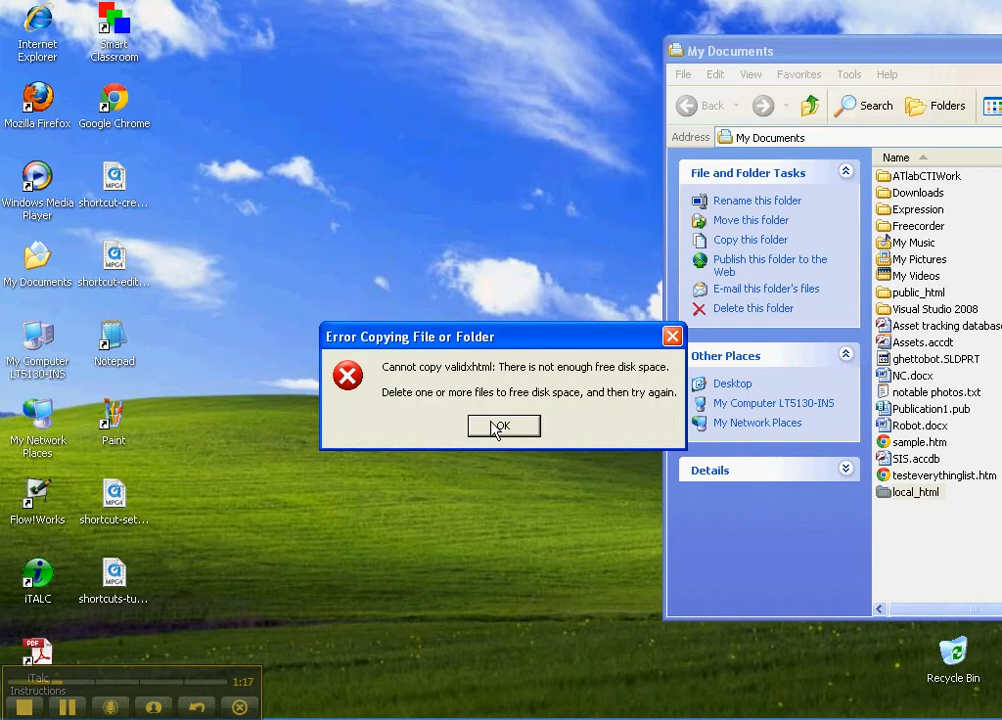 Internet
Explorer
Smart
Classroom
Mozilla Firefox
Google Chrome
Windows Media
Player
shortcut-cre...
My Documents
shortcut-edit...
My Computer
LT5130-INS
Notepad
My Network
Places
Paint
Flow!Works
shortcut-set...
iTALC
shortcuts-tu...
PDF
iTalc
Instructions
1:17
Error Copying File or Folder
Cannot copy validxhtml: There is not enough free disk space.
Delete one or more files to free disk space, and then try again.
OK
My Documents
File Edit View Favorites Tools Help
Back Search Folders
Address My Documents
File and Folder Tasks
Rename this folder
Move this folder
Copy this folder
Publish this folder to the
Web
E-mail this folder's files
Delete this folder
Other Places
Desktop
My Computer LT5130-INS
My Network Places
Details
Name
ATlabCTIWork
Downloads
Expression
Freecorder
My Music
My Pictures
My Videos
public_html
Visual Studio 2008
Asset tracking database
Assets.accdt
ghettobot.SLDPRT
NC.docx
notable photos.txt
Publication1.pub
Robot.docx
sample.htm
SIS.accdb
testeverythinglist.htm
local_html
Recycle Bin